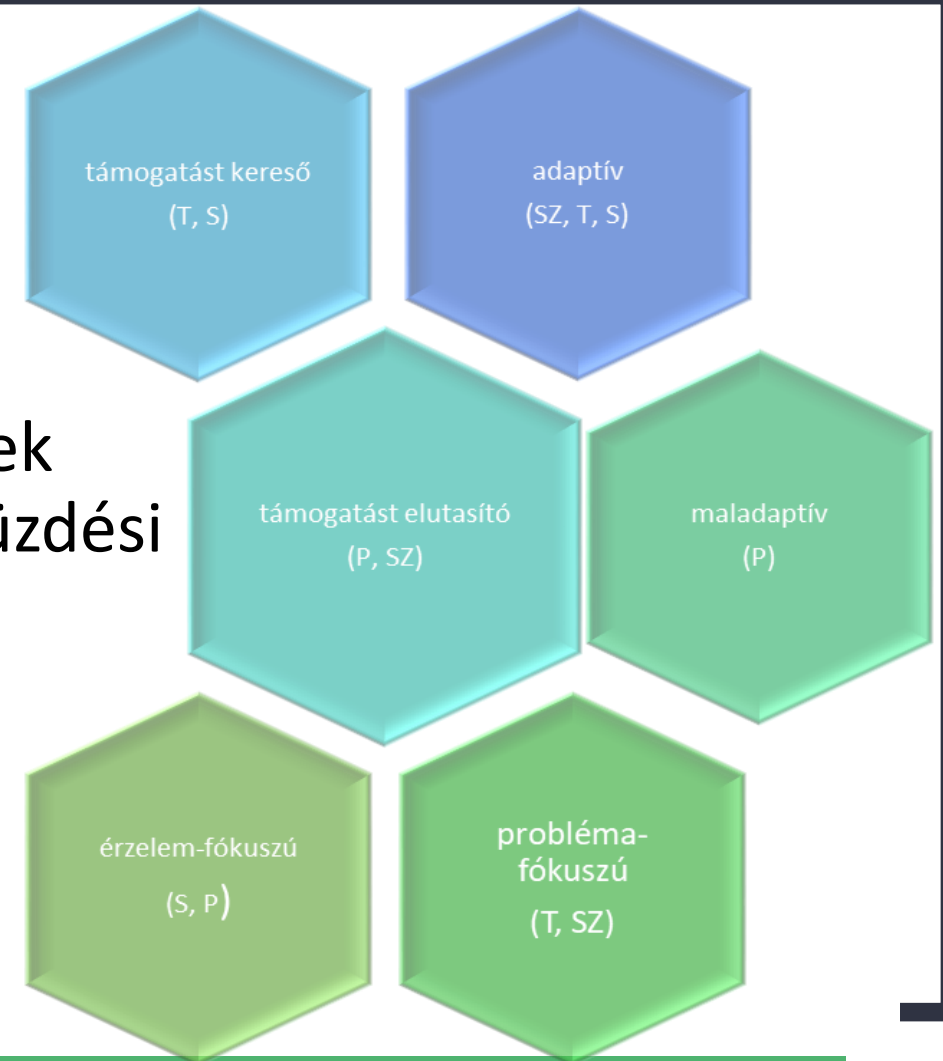 támogatást kereső
(T, S)
adaptív
(SZ, T, S)
ek
üzdési
támogatást elutasító
(P, SZ)
maladaptív
(P)
érzelem-fókuszú
(S, P)
probléma-
fókuszú
(T, SZ)